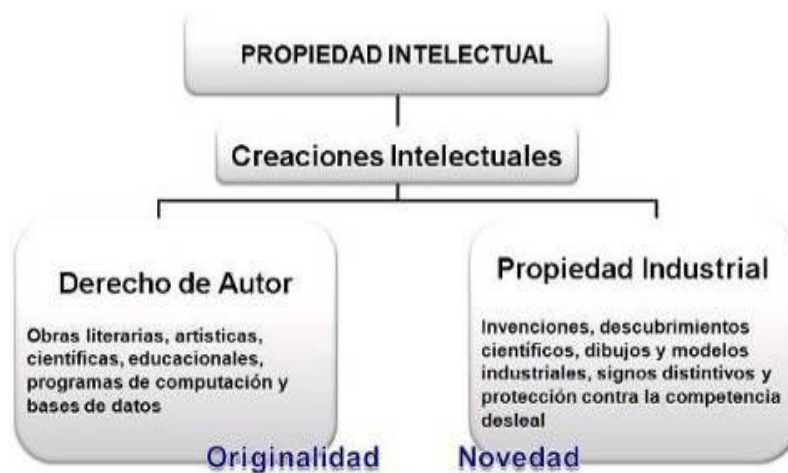 PROPIEDAD INTELECTUAL
Creaciones Intelectuales
Derecho de Autor
Obras literarias, artísticas,
científicas, educacionales,
programas de computación y
bases de datos
Originalidad
Propiedad Industrial
Invenciones, descubrimientos
científicos, dibujos y modelos
industriales, signos distintivos y
protección contra la competencia
desleal
Novedad